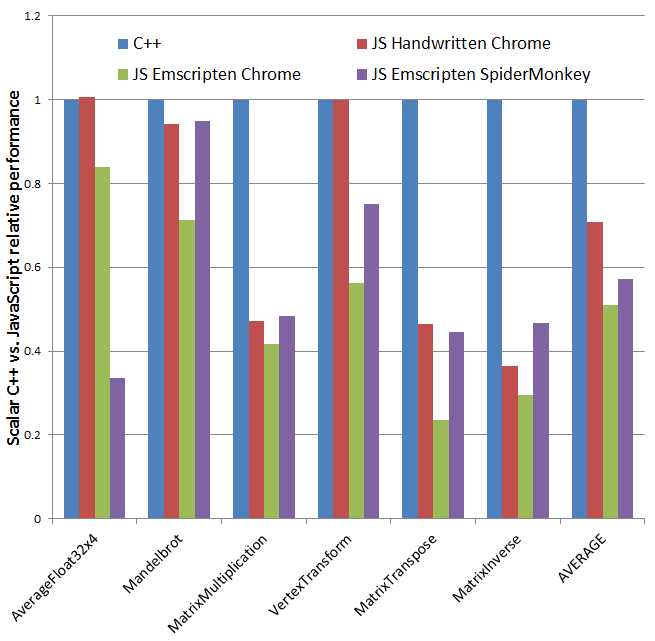 Scalar C++ vs. JavaScript relative performance
1.2
1
0.8
0.6
0.4
0.2
0
C++
JS Handwritten Chrome
JS Emscripten Chrome
JS Emscripten SpiderMonkey
AverageFloat32x4
Mandelbrot
MatrixMultiplication
VertexTransform
MatrixTranspose
MatrixInverse
AVERAGE